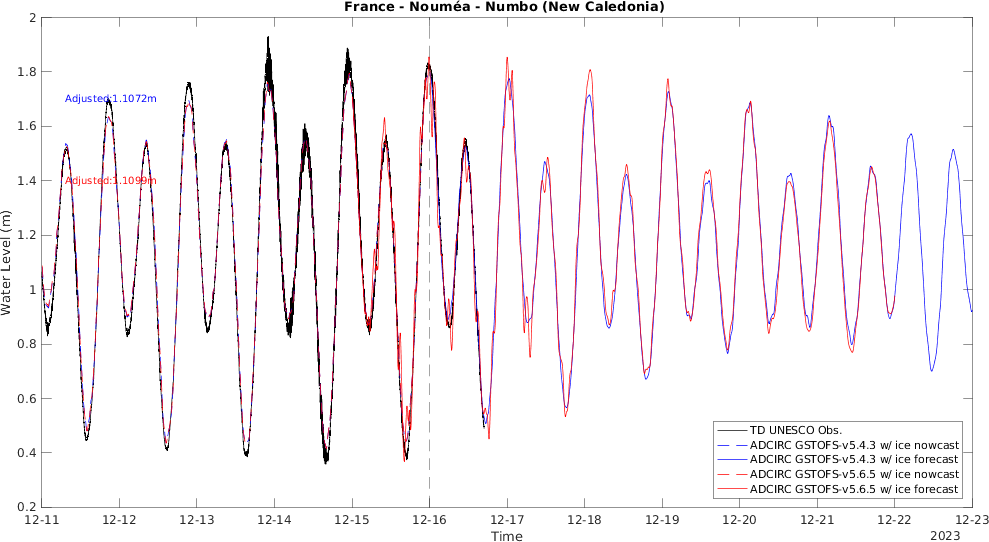 France - Nouméa - Numbo (New Caledonia)
Water Level (m)
2
1.8
1.6
1.4
1.2
1
0.8
0.6
0.4
0.2
Adjusted:1.1072m
Adjusted:1.1099m
TD UNESCO Obs.
ADCIRC GSTOFS-v5.4.3 w/ ice nowcast
ADCIRC GSTOFS-v5.4.3 w/ ice forecast
ADCIRC GSTOFS-v5.6.5 w/ ice nowcast
ADCIRC GSTOFS-v5.6.5 w/ ice forecast
12-11 12-12 12-13 12-14 12-15 12-16 12-17 12-18 12-19 12-20 12-21 12-22 12-23
Time
2023